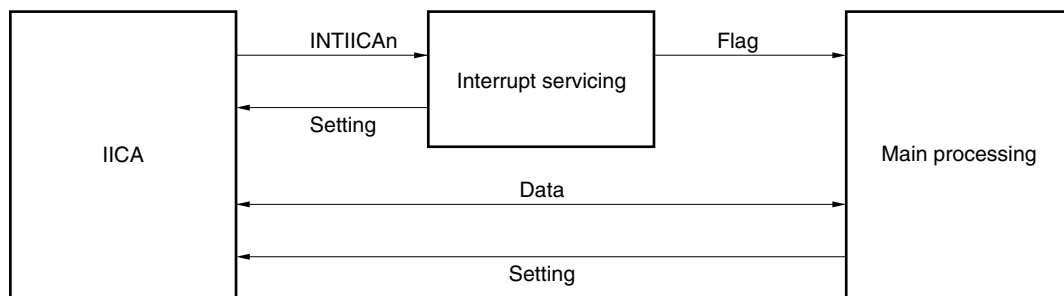 INTIICAn
Flag
Interrupt servicing
Setting
IICA
Main processing
Data
Setting